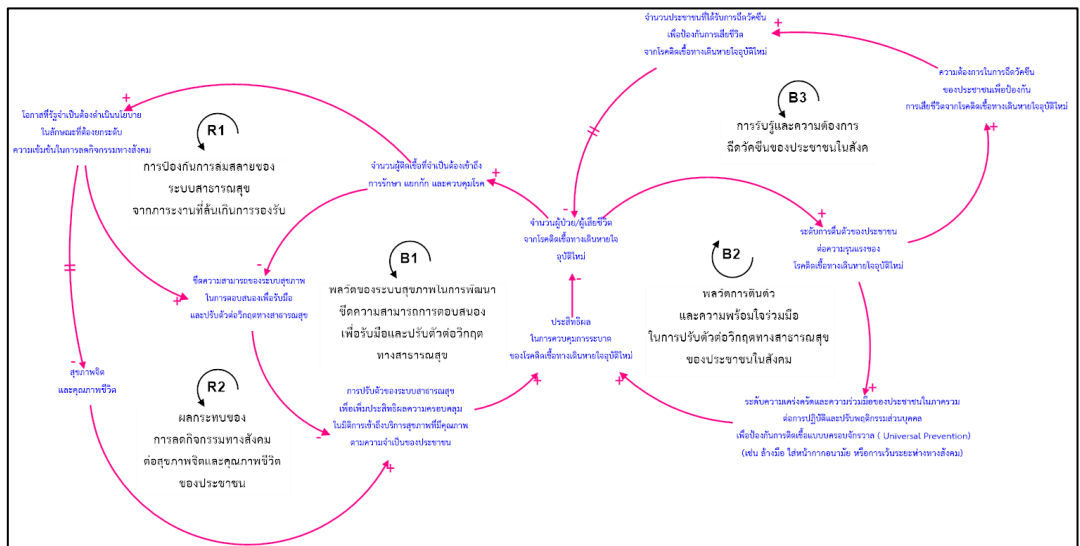 จำนวนประชาชนที่ได้รับการฉีดวัคซีน
เพื่อป้องกันการเสียชีวิต
จากโรคติดเชื้อทางเดินหายใจอุบัติใหม่
+
ความต้องการในการฉีดวัคซีน
ของประชาชนเพื่อป้องกัน
การเสียชีวิตจากโรคติดเชื้อทางเดินหายใจอุบัติใหม่
+
B3
การรับรู้และความต้องการ
ฉีดวัคซีนของประชาชนในสังค
+
โอกาสที่รัฐจำเป็นต้องดำเนินนโยบาย
ในลักษณะที่ต้องยกระดับ
ความเข้มข้นในการลดกิจกรรมทางสังคม
R1
การป้องกันการล่มสลายของ
ระบบสาธารณสุข
จากภาระงานที่ล้นเกินการรองรับ
จำนวนผู้ติดเชื้อที่จำเป็นต้องเข้าถึง
การรักษา แยกกัก และควบคุมโรค
+
-
จำนวนผู้ป่วย/ผู้เสียชีวิต
จากโรคติดเชื้อทางเดินหายใจ
อุบัติใหม่
-
+
ระดับการตื่นตัวของประชาชน
ต่อความรุนแรงของ
โรคติดเชื้อทางเดินหายใจอุบัติใหม่
-
ขีดความสามารถของระบบสุขภาพ
ในการตอบสนองเพื่อรับมือ
และปรับตัวต่อวิกฤตทางสาธารณสุข
+
B1
พลวัตของระบบสุขภาพในการพัฒนา
ขีดความสามารถการตอบสนอง
เพื่อรับมือและปรับตัวต่อวิกฤต
ทางสาธารณสุข
B2
พลวัตการตื่นตัว
และความพร้อมใจร่วมมือ
ในการปรับตัวต่อวิกฤตทางสาธารณสุข
ของประชาชนในสังคม
ประสิทธิผล
ในการควบคุมการระบาด
ของโรคติดเชื้อทางเดินหายใจอุบัติใหม่
+
+
-
สุขภาพจิต
และคุณภาพชีวิต
R2
ผลกระทบของ
การลดกิจกรรมทางสังคม
ต่อสุขภาพจิตและคุณภาพชีวิต
ของประชาชน
การปรับตัวของระบบสาธารณสุข
เพื่อเพิ่มประสิทธิผลความครอบคลุม
ในมิติการเข้าถึงบริการสุขภาพที่มีคุณภาพ
ตามความจำเป็นของประชาชน
-
+
+
ระดับความเคร่งครัดและความร่วมมือของประชาชนในภาครวม
ต่อการปฏิบัติและปรับพฤติกรรมส่วนบุคคล
เพื่อป้องกันการติดเชื้อแบบครอบจักรวาล ( Universal Prevention)
(เช่น ล้างมือ ใส่หน้ากากอนามัย หรือการเว้นระยะห่างทางสังคม)